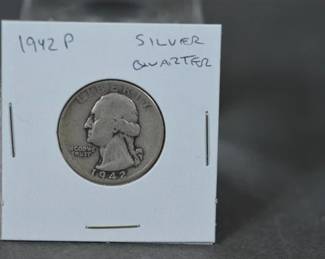 1942 P SILVER
QUARTER
LIBERTY
IN GOD WE
TRUST
1942